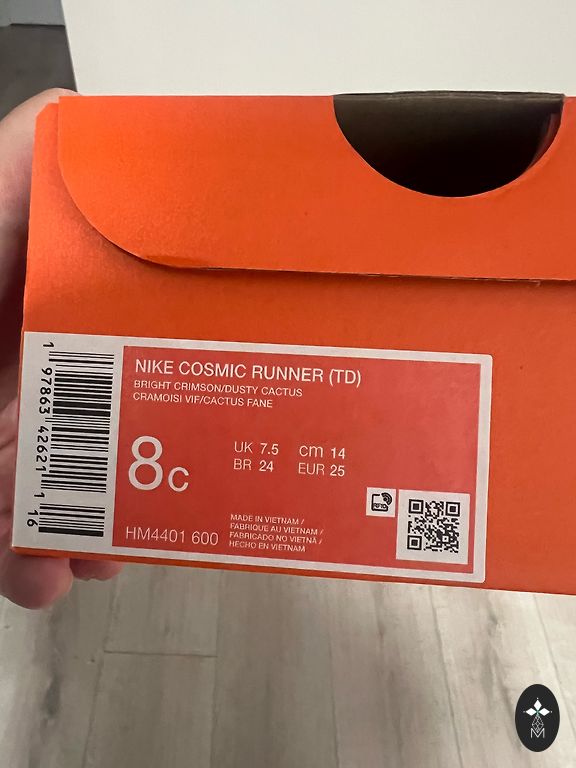 NIKE COSMIC RUNNER (TD)
BRIGHT CRIMSON/DUSTY CACTUS
CRAMOISI VIF/CACTUS FANE
8C
UK 7.5 cm 14
BR 24 EUR 25
HM4401 600
MADE IN VIETNAM /
FABRIQUE AU VIETNAM /
FABRICADO NO VIETNÃ /
HECHO EN VIETNAM
RFID
1 97863 42621 1 16
M